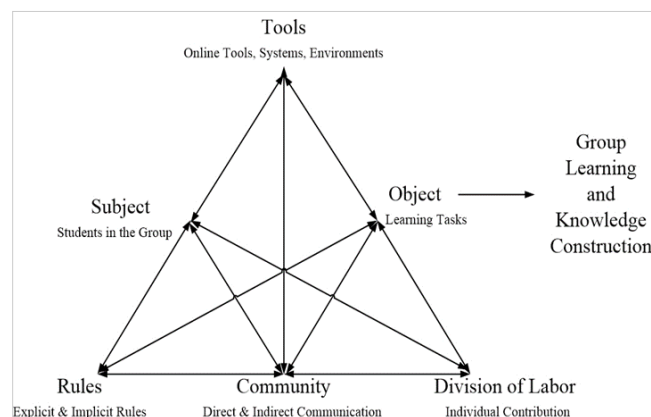 Tools
Online Tools, Systems, Environments
Subject
Students in the Group
Object
Learning Tasks
Group
Learning
and
Knowledge
Construction
Rules
Explicit & Implicit Rules
Community
Direct & Indirect Communication
Division of Labor
Individual Contribution